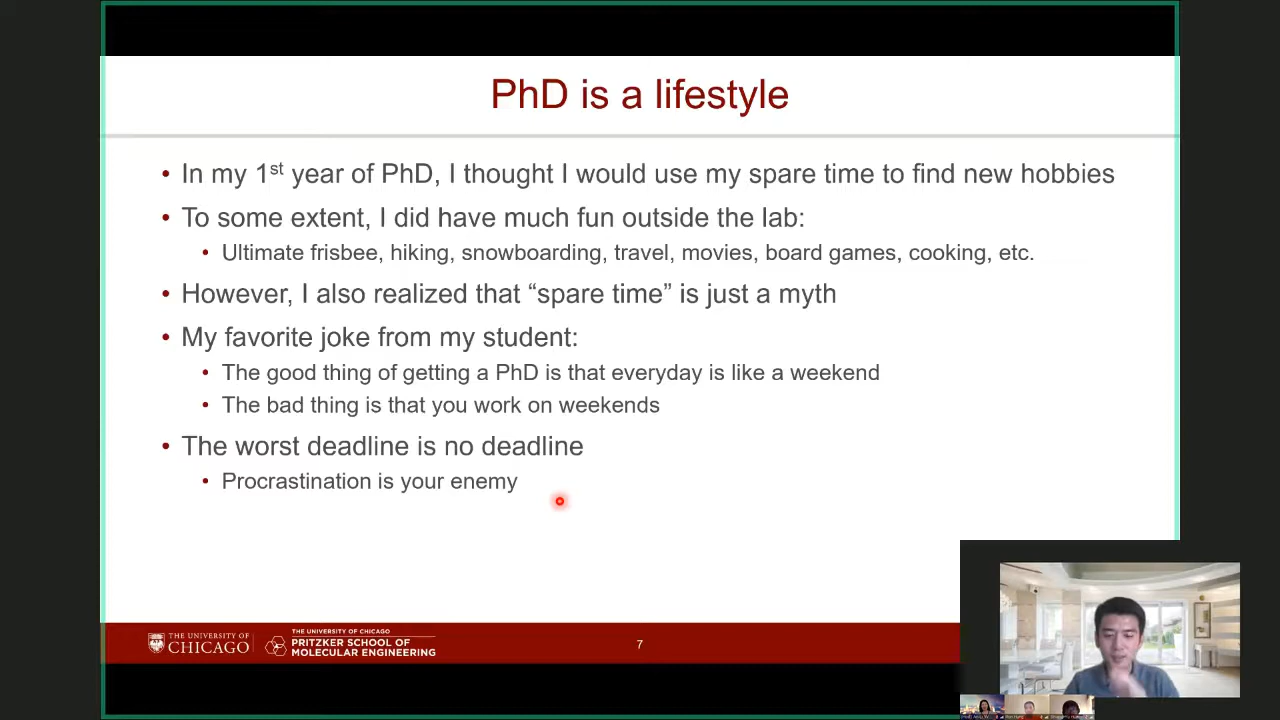 PhD is a lifestyle
• In my 1st year of PhD, I thought I would use my spare time to find new hobbies
• To some extent, I did have much fun outside the lab:
• Ultimate frisbee, hiking, snowboarding, travel, movies, board games, cooking, etc.
• However, I also realized that “spare time” is just a myth
• My favorite joke from my student:
• The good thing of getting a PhD is that everyday is like a weekend
• The bad thing is that you work on weekends
• The worst deadline is no deadline
• Procrastination is your enemy
THE UNIVERSITY OF
CHICAGO
THE UNIVERSITY OF CHICAGO
PRITZKER SCHOOL OF
MOLECULAR ENGINEERING
7